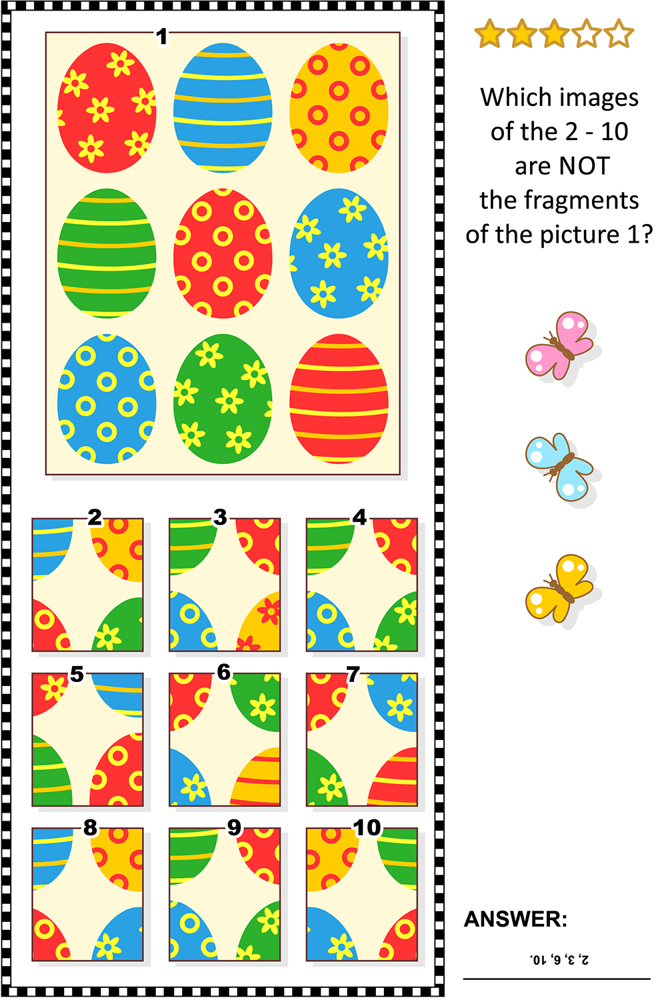 1
Which images
of the 2 - 10
are NOT
the fragments
of the picture 1?
2
3
4
5
6
7
8
9
10
ANSWER:
2, 3, 6, 10.